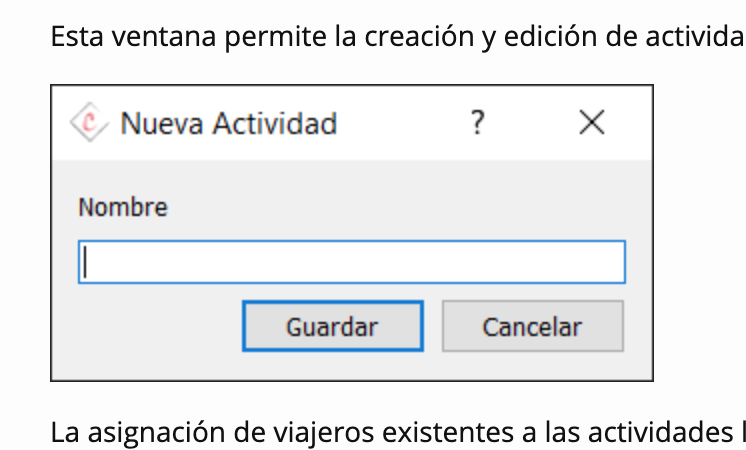 Esta ventana permite la creación y edición de activida
Nueva Actividad ?
Nombre
Guardar Cancelar
La asignación de viajeros existentes a las actividades l